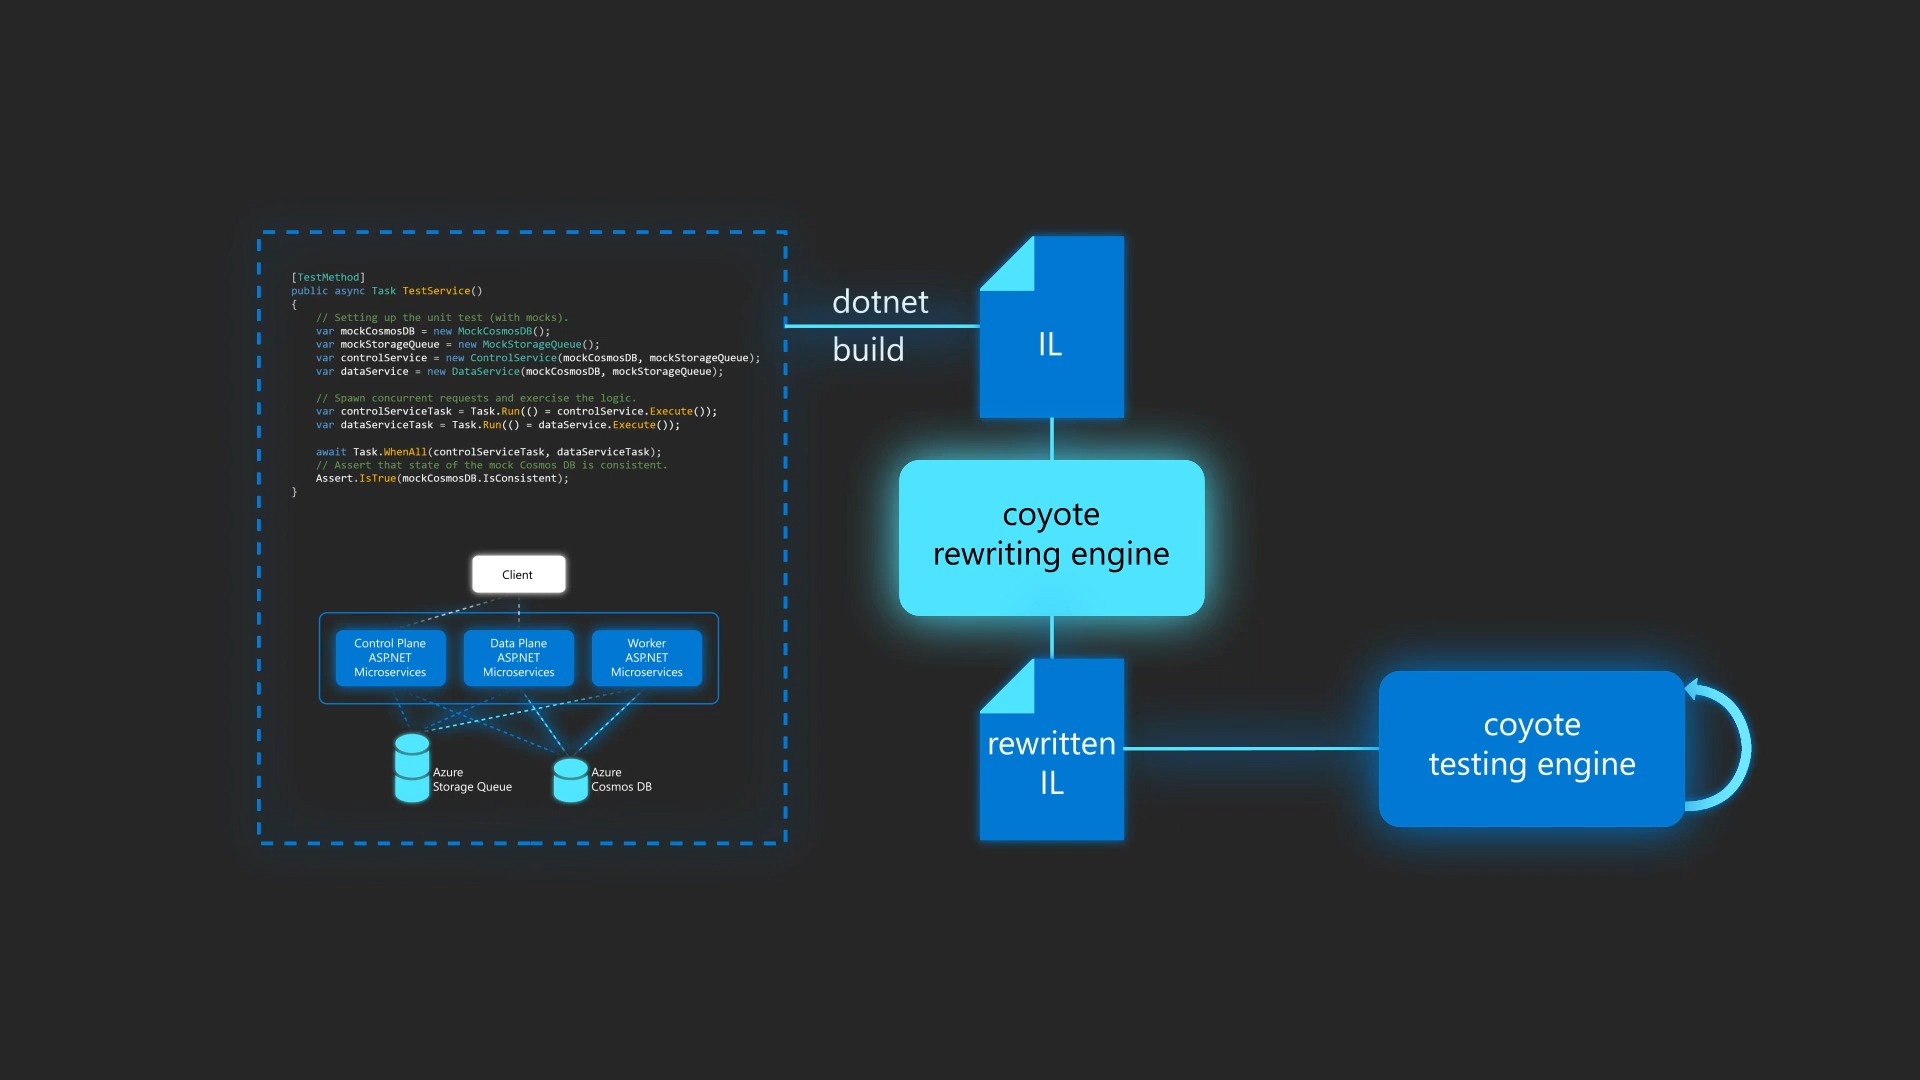 [TestMethod]
public async Task TestService()
{
// Setting up the unit test (with mocks).
var mockCosmosDB = new MockCosmosDB();
var mockStorageQueue = new MockStorageQueue();
var controlService = new ControlService(mockCosmosDB, mockStorageQueue);
var dataService = new DataService(mockCosmosDB, mockStorageQueue);
// Spawn concurrent requests and exercise the logic.
var controlServiceTask = Task.Run(() = controlService.Execute());
var dataServiceTask = Task.Run(() = dataService.Execute());
await Task.WhenAll(controlServiceTask, dataServiceTask);
// Assert that state of the mock Cosmos DB is consistent.
Assert.IsTrue(mockCosmosDB.IsConsistent);
}
Client
Control Plane
ASP.NET
Microservices
Data Plane
ASP.NET
Microservices
Worker
ASP.NET
Microservices
Azure
Storage Queue
Azure
Cosmos DB
dotnet
build
IL
coyote
rewriting engine
rewritten
IL
coyote
testing engine